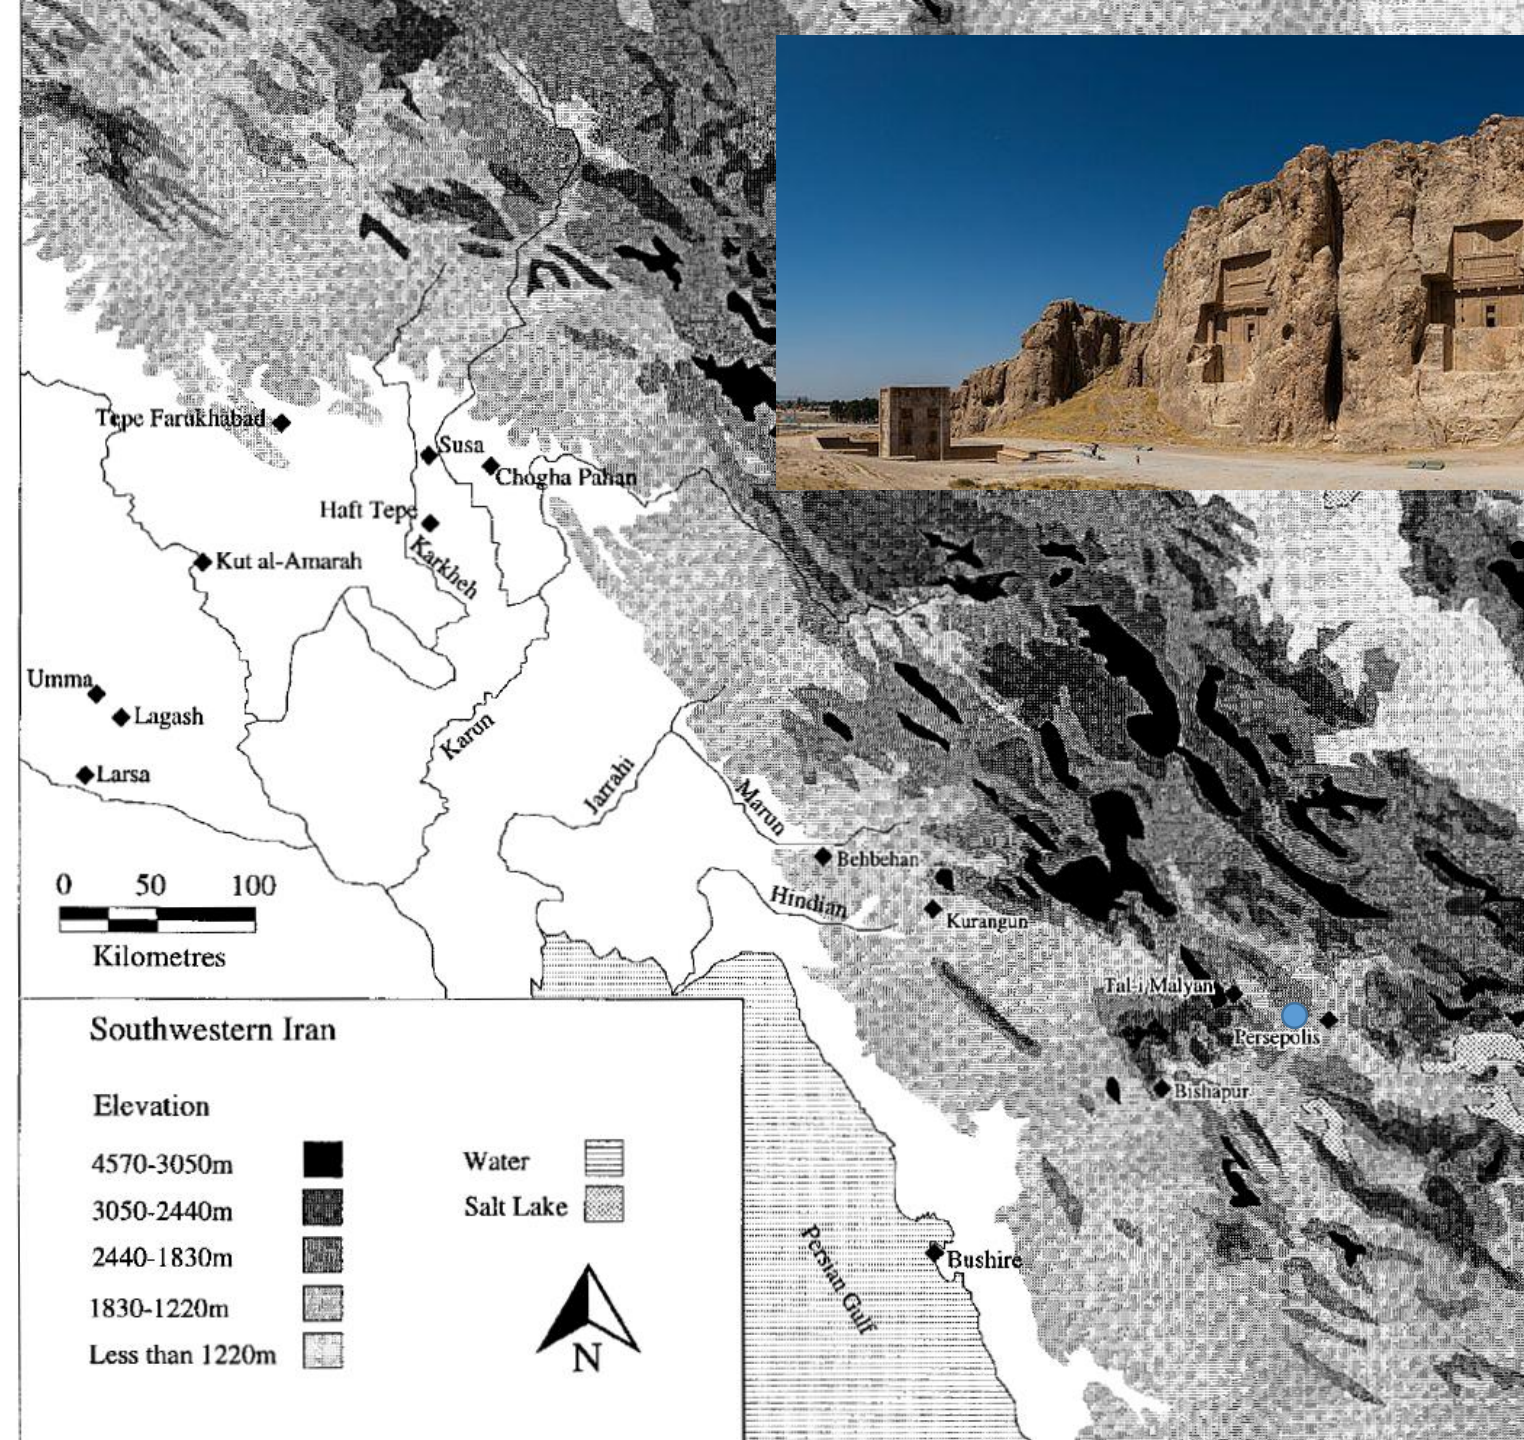 Tepe Farukhabad
Susa
Chogha Pahan
Haft Tepe
Karkheh
Kut al-Amarah
Umma
Lagash
Karun
Larsa
Jarrahi
Marun
Behbehan
0 50 100
Hindian
Kurangun
Kilometres
Tal-i Malyan
Southwestern Iran
Persepolis
Bishapur
Elevation
4570-3050m
Water
3050-2440m
Salt Lake
2440-1830m
Persian Gulf
Bushire
1830-1220m
Less than 1220m
N